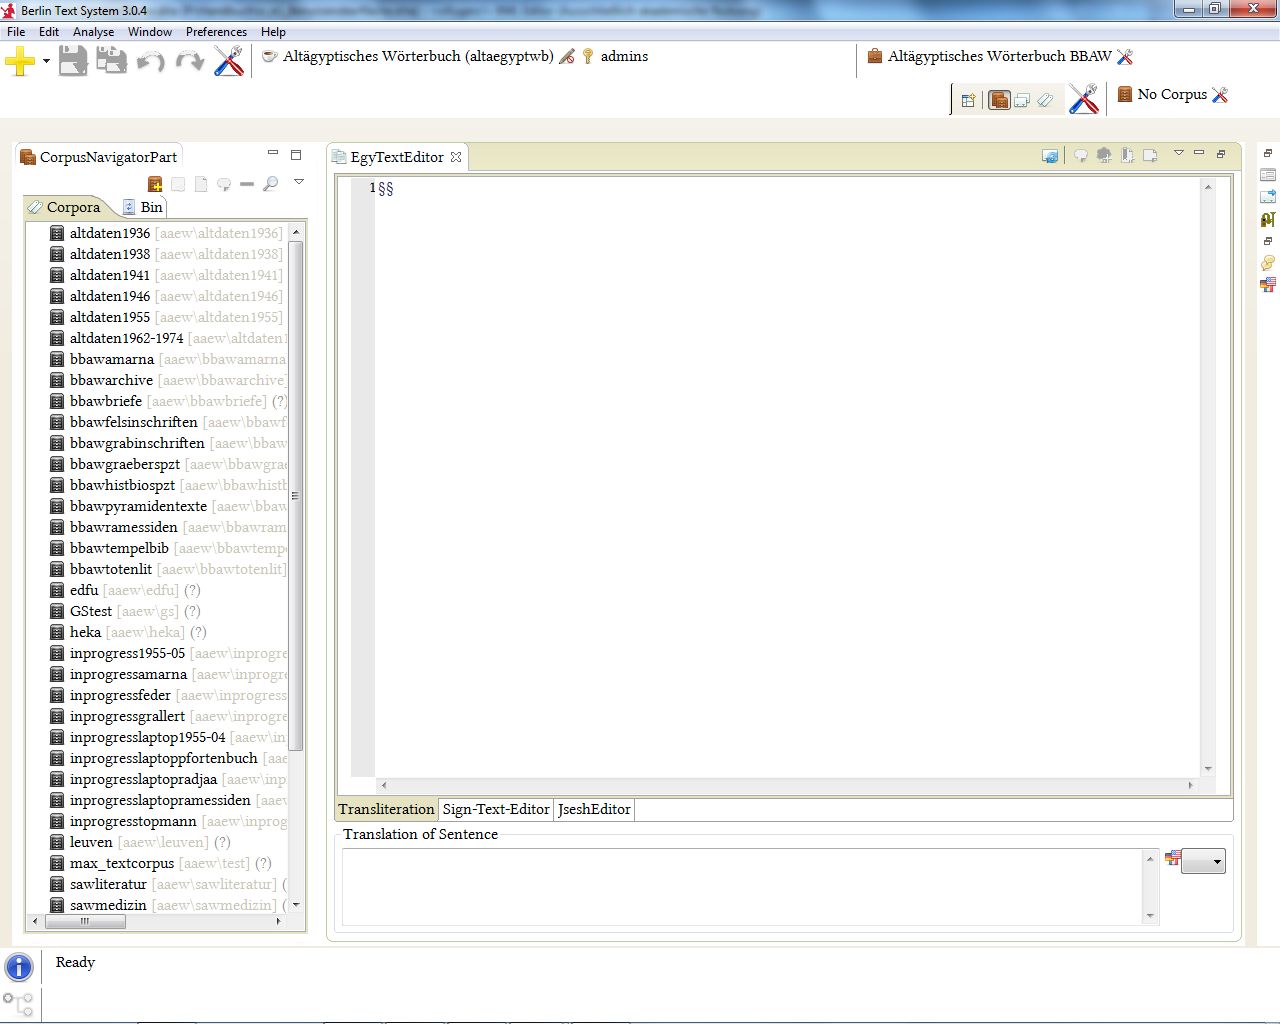 Berlin Text System 3.0.4
File Edit Analyse Window Preferences Help
Altägyptisches Wörterbuch (altaegyptwb) admins
Altägyptisches Wörterbuch BBAW
No Corpus
CorpusNavigatorPart
Corpora Bin
altdaten1936 [aaew\altdaten1936]
altdaten1938 [aaew\altdaten1938]
altdaten1941 [aaew\altdaten1941]
altdaten1946 [aaew\altdaten1946]
altdaten1955 [aaew\altdaten1955]
altdaten1962-1974 [aaew\altdaten1
bbawamarna [aaew\bbawamarna
bbawarchive [aaew\bbawarchive]
bbawbriefe [aaew\bbawbriefe] (?)
bbawfelsinschriften [aaew\bbawf
bbawgrabinschriften [aaew\bbaw
bbawgraeberspzt [aaew\bbawgrae
bbawhistbiospzt [aaew\bbawhistb
bbawpyramidentexte [aaew\bbaw
bbawramessiden [aaew\bbawram
bbawtempelbib [aaew\bbawtempe
bbawtotenlit [aaew\bbawtotenlit]
edfu [aaew\edfu] (?)
GStest [aaew\gs] (?)
heka [aaew\heka] (?)
inprogress1955-05 [aaew\inprogre
inprogressamarna [aaew\inprogre
inprogressfeder [aaew\inprogress
inprogressgrallert [aaew\inprogre
inprogresslaptop1955-04 [aaew\in
inprogresslaptoppfortenbuch [aae
inprogresslaptopradjaa [aaew\inp
inprogresslaptopramessiden [aaew
inprogresstopmann [aaew\inprog
leuven [aaew\leuven] (?)
max_textcorpus [aaew\test] (?)
sawliteratur [aaew\sawliteratur] (
sawmedizin [aaew\sawmedizin] (
EgyTextEditor
1§§
Transliteration Sign-Text-Editor JseshEditor
Translation of Sentence
Ready